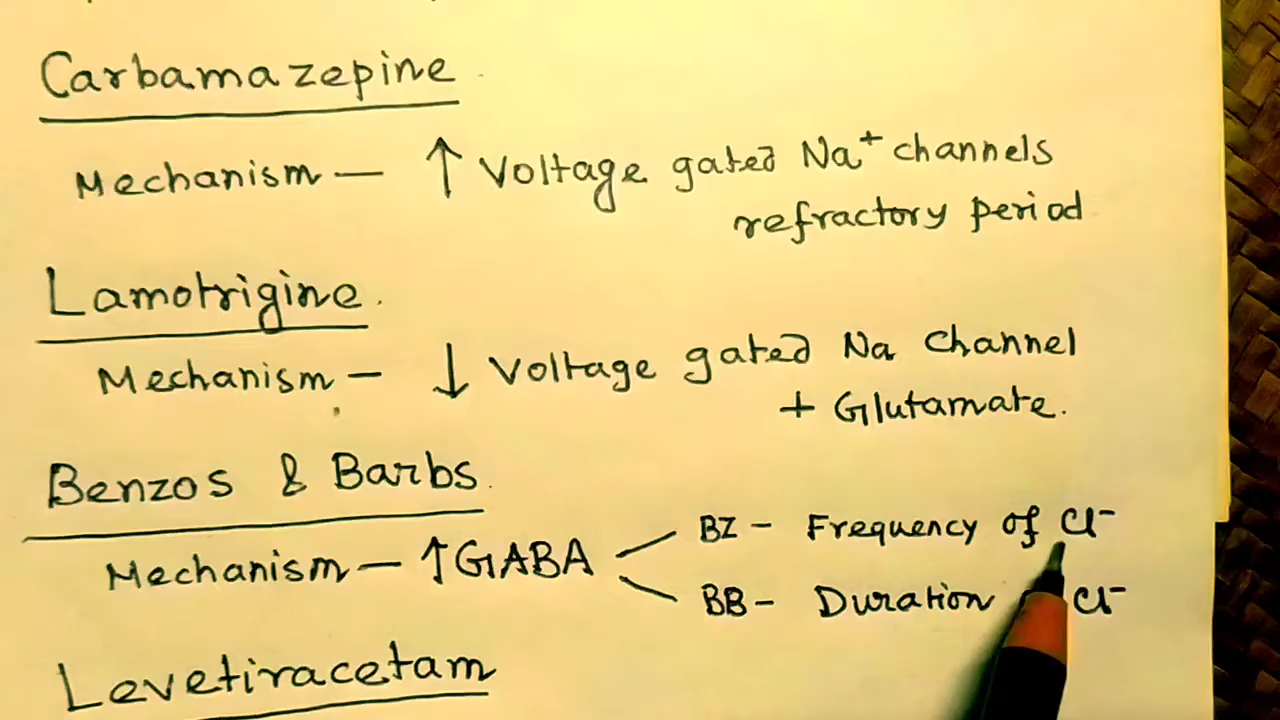 Carbamazepine
Mechanism — ↑ Voltage gated Na⁺ channels
refractory period
Lamotrigine.
Mechanism — ↓ Voltage gated Na Channel
+ Glutamate.
Benzos & Barbs.
Mechanism — ↑GABA
BZ - Frequency of Cl⁻
BB - Duration Cl⁻
Levetiracetam